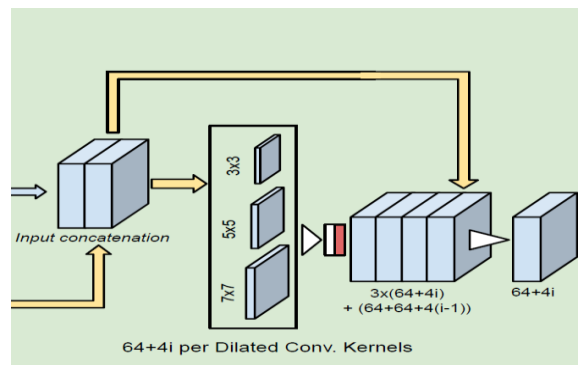 Input concatenation
3x3
5x5
7x7
3x(64+4i)
+ (64+64+4(i-1))
64+4i
64+4i per Dilated Conv. Kernels